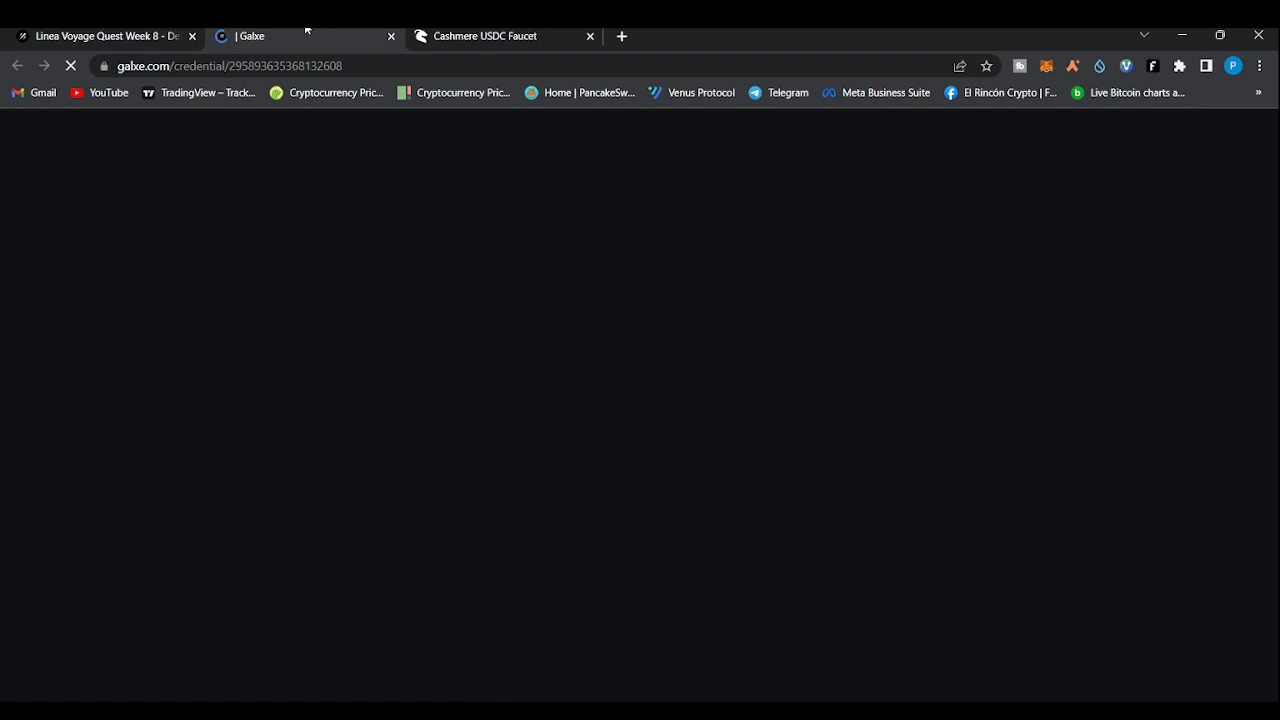 Linea Voyage Quest Week 8 - De
| Galxe
Cashmere USDC Faucet
galxe.com/credential/295893635368132608
Gmail
YouTube
TradingView – Track...
Cryptocurrency Pric...
Cryptocurrency Pric...
Home | PancakeSw...
Venus Protocol
Telegram
Meta Business Suite
El Rincón Crypto | F...
Live Bitcoin charts a...